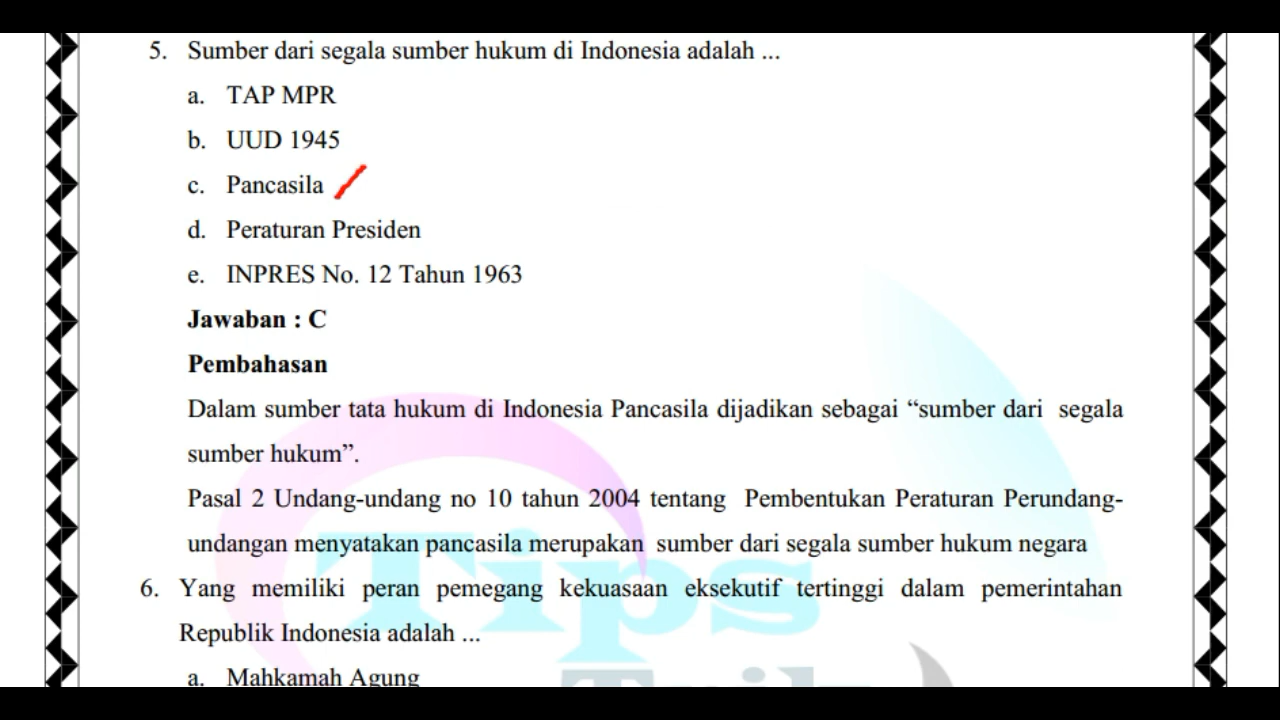 5. Sumber dari segala sumber hukum di Indonesia adalah ...
a. TAP MPR
b. UUD 1945
c. Pancasila
d. Peraturan Presiden
e. INPRES No. 12 Tahun 1963
Jawaban : C
Pembahasan
Dalam sumber tata hukum di Indonesia Pancasila dijadikan sebagai “sumber dari segala
sumber hukum”.
Pasal 2 Undang-undang no 10 tahun 2004 tentang Pembentukan Peraturan Perundang-
undangan menyatakan pancasila merupakan sumber dari segala sumber hukum negara
6. Yang memiliki peran pemegang kekuasaan eksekutif tertinggi dalam pemerintahan
Republik Indonesia adalah ...
a. Mahkamah Agung
Tips